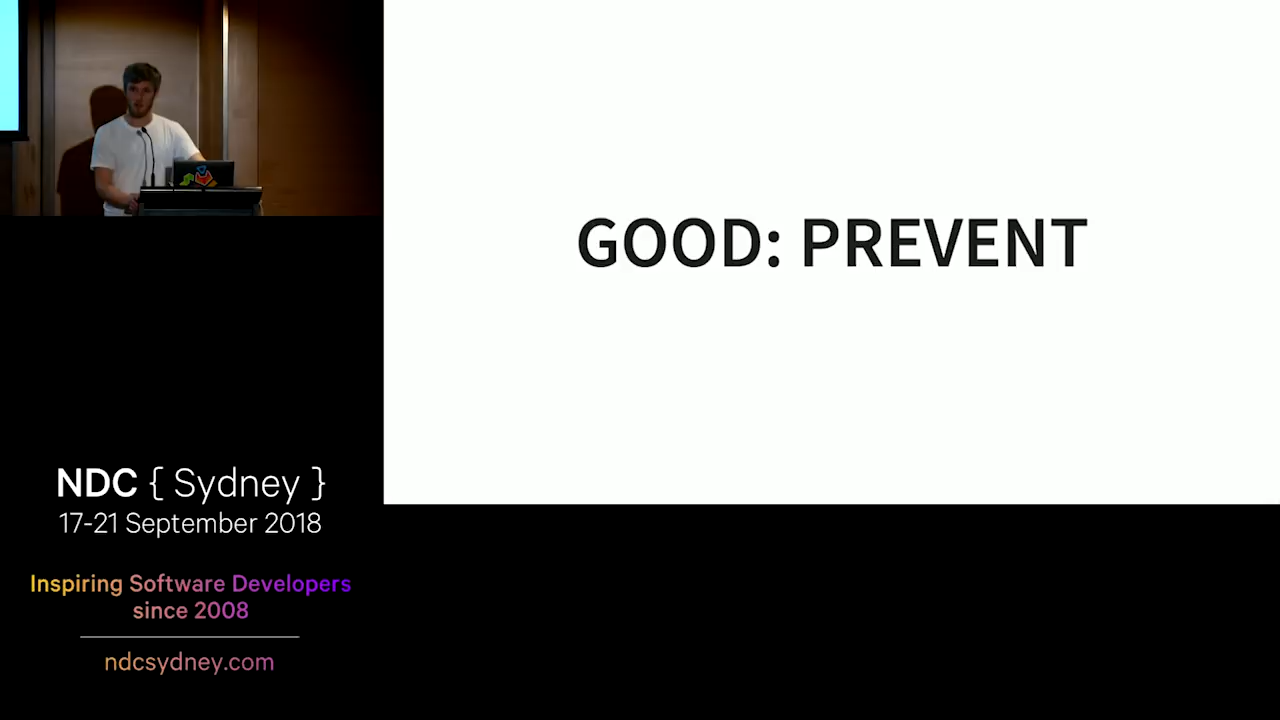 GOOD: PREVENT
NDC { Sydney }
17-21 September 2018
Inspiring Software Developers
since 2008
ndcsydney.com